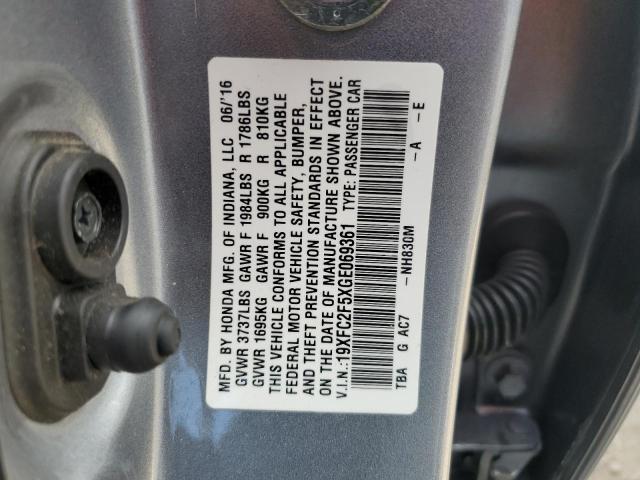 MFD. BY HONDA MFG. OF INDIANA, LLC 06/'16
GVWR 3737LBS GAWR F 1984LBS R 1786LBS
GVWR 1695KG GAWR F 900KG R 810KG
THIS VEHICLE CONFORMS TO ALL APPLICABLE
FEDERAL MOTOR VEHICLE SAFETY, BUMPER,
AND THEFT PREVENTION STANDARDS IN EFFECT
ON THE DATE OF MANUFACTURE SHOWN ABOVE.
V.I.N.:19XFC2F5XGE069361 TYPE: PASSENGER CAR
TBA G AC7 -NH830M -A -E